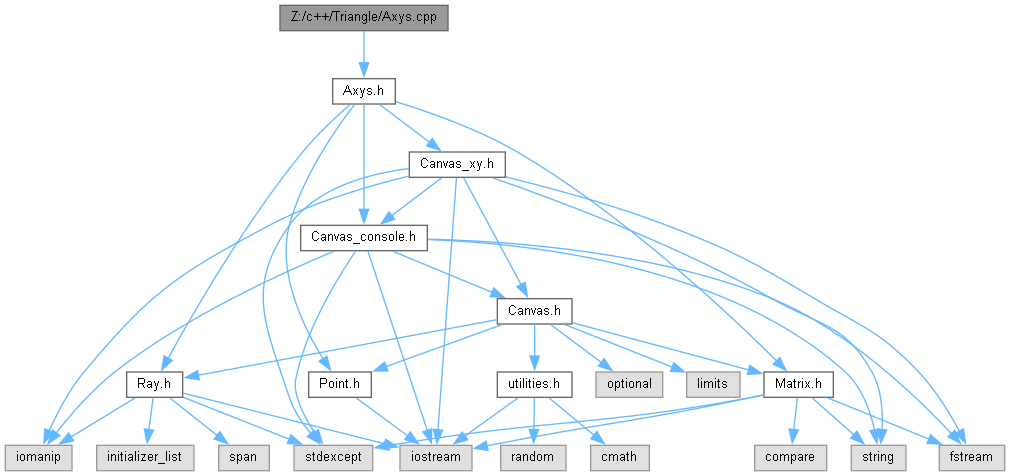 Z:/c++/Triangle/Axys.cpp
Axys.h
Canvas_xy.h
Canvas_console.h
Canvas.h
Ray.h
Point.h
utilities.h
optional
limits
Matrix.h
iomanip
initializer_list
span
stdexcept
iostream
random
cmath
compare
string
fstream